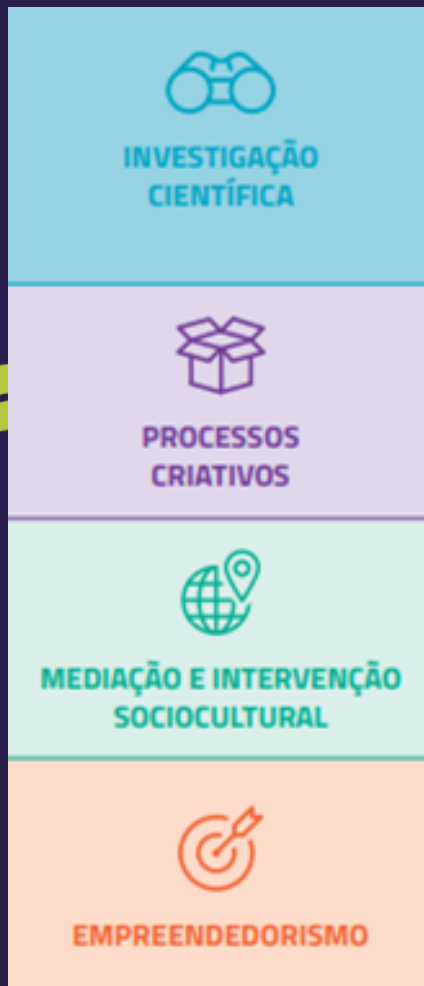 INVESTIGAÇÃO
CIENTÍFICA
PROCESSOS
CRIATIVOS
MEDIAÇÃO E INTERVENÇÃO
SOCIOCULTURAL
EMPREENDEDORISMO